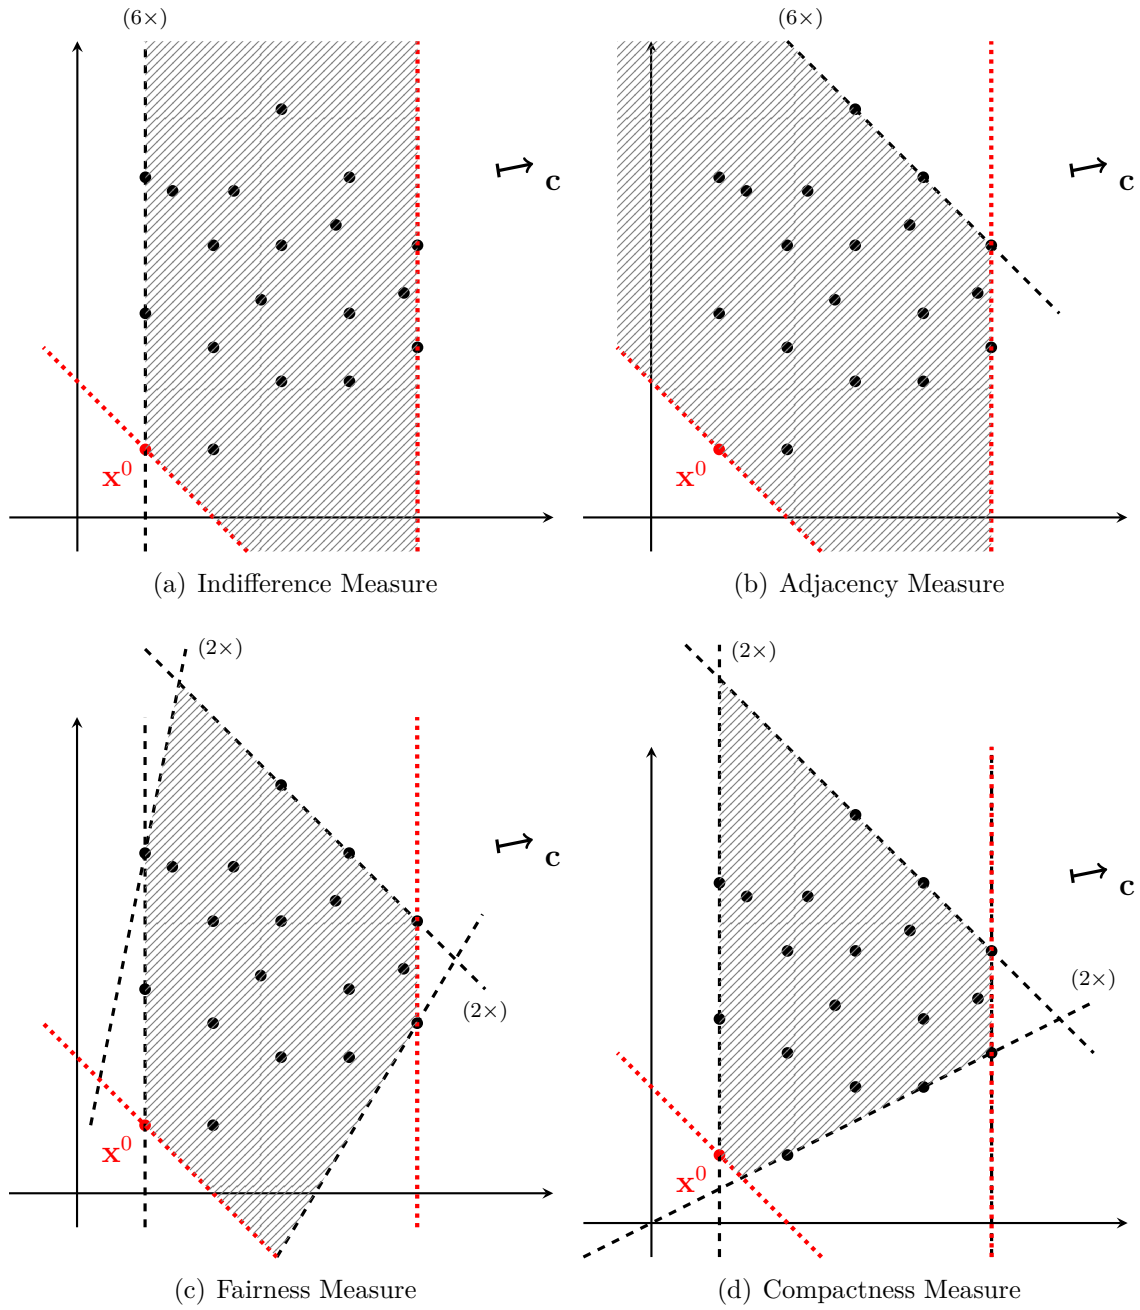 (6×)
(6×)
c
c
x⁰
x⁰
(a) Indifference Measure
(b) Adjacency Measure
(2×)
(2×)
c
c
(2×)
(2×)
x⁰
x⁰
(c) Fairness Measure
(d) Compactness Measure